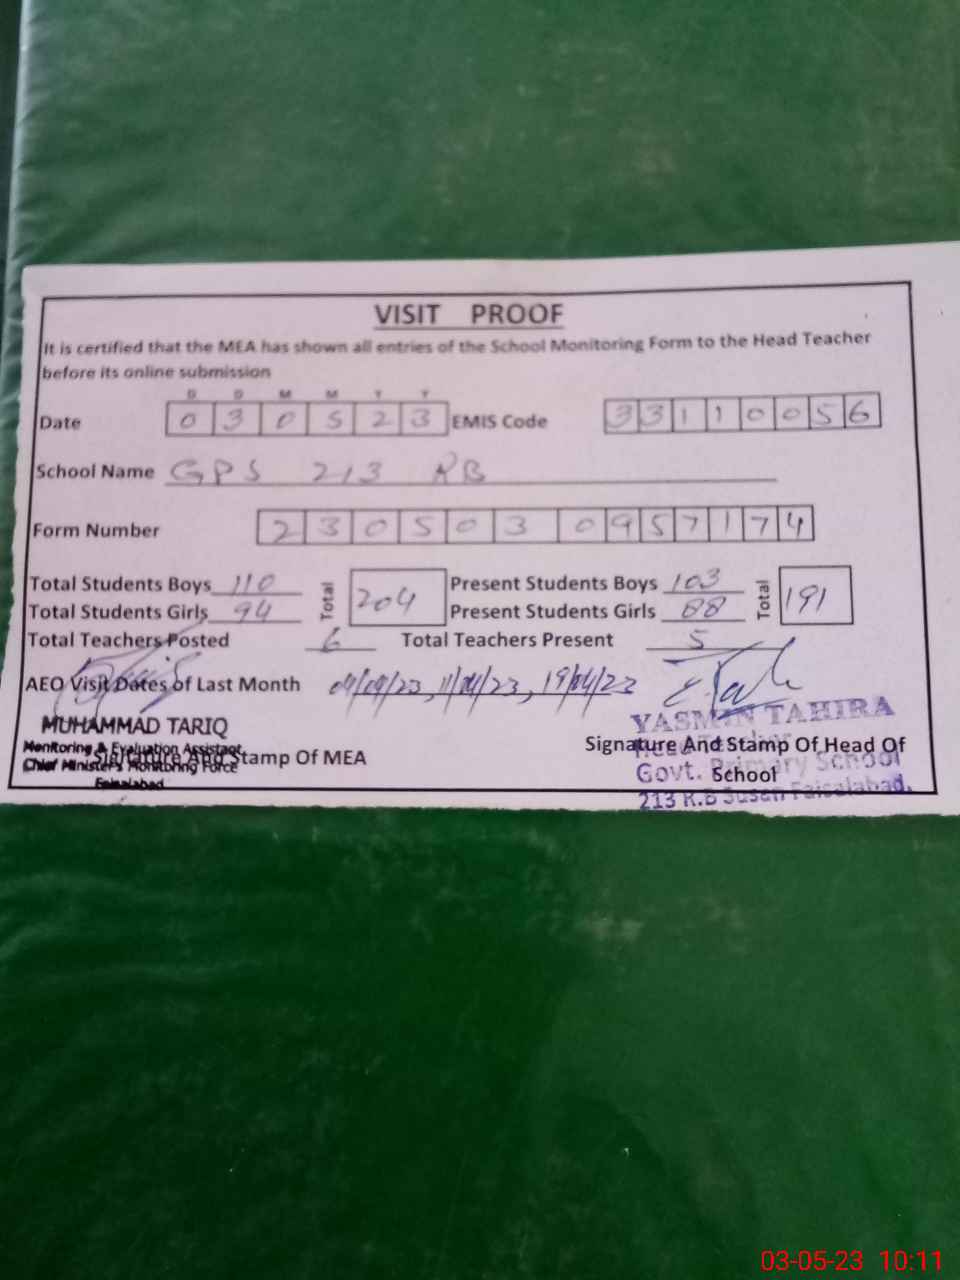 VISIT PROOF
It is certified that the MEA has shown all entries of the School Monitoring Form to the Head Teacher
before its online submission
D D M M Y Y
Date 0 3 0 5 2 3 EMIS Code 3 3 1 1 0 0 5 6
School Name GPS 213 RB
Form Number 2 3 0 5 0 3 0 9 5 7 1 7 4
Total Students Boys 110 Total 204 Present Students Boys 103 Total 191
Total Students Girls 94 Present Students Girls 88
Total Teachers Posted 6 Total Teachers Present 5
AEO Visit Dates of Last Month 04/04/23, 11/04/23, 19/04/23
MUHAMMAD TARIQ
Monitoring & Evaluation Assistant
Chief Minister's Monitoring Force
Faisalabad
Signature And Stamp Of MEA
YASMIN TAHIRA
Head Teacher
Signature And Stamp Of Head Of
School
Govt. Primary School
213 R.B Susan Faisalabad.
03-05-23 10:11